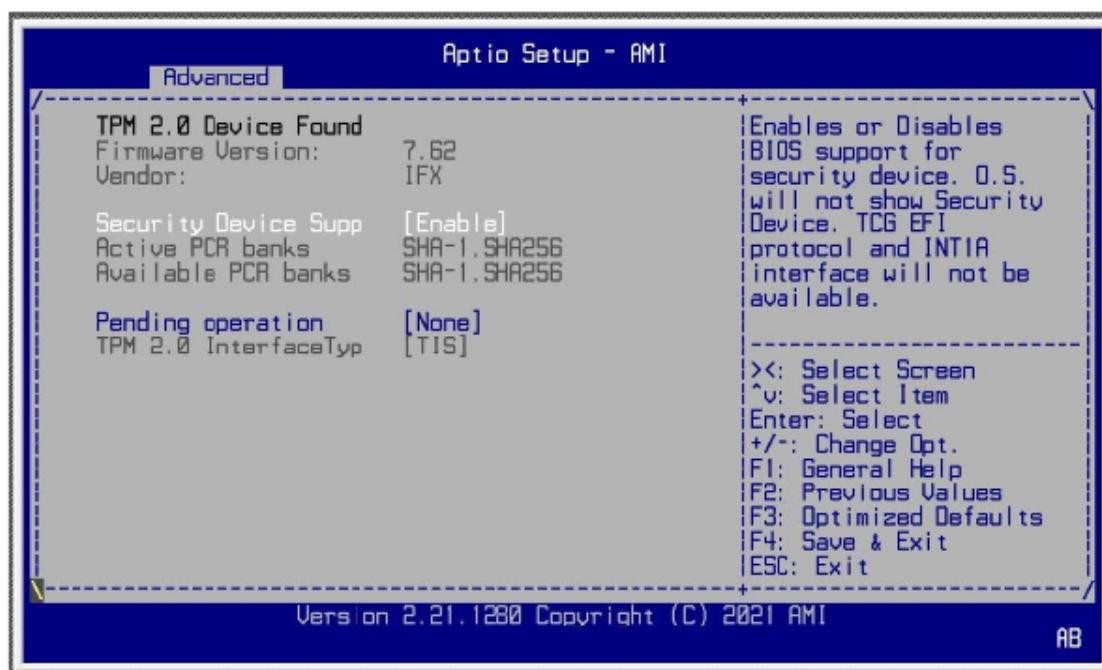 Aptio Setup - AMI
Advanced
TPM 2.0 Device Found
Firmware Version: 7.62
Vendor: IFX
Security Device Supp [Enable]
Active PCR banks SHA-1.SHA256
Available PCR banks SHA-1.SHA256
Pending operation [None]
TPM 2.0 InterfaceTyp [TIS]
Enables or Disables
BIOS support for
security device. O.S.
will not show Security
Device. TCG EFI
protocol and INT1A
interface will not be
available.
><: Select Screen
^v: Select Item
Enter: Select
+/-: Change Opt.
F1: General Help
F2: Previous Values
F3: Optimized Defaults
F4: Save & Exit
ESC: Exit
Version 2.21.1280 Copyright (C) 2021 AMI
AB